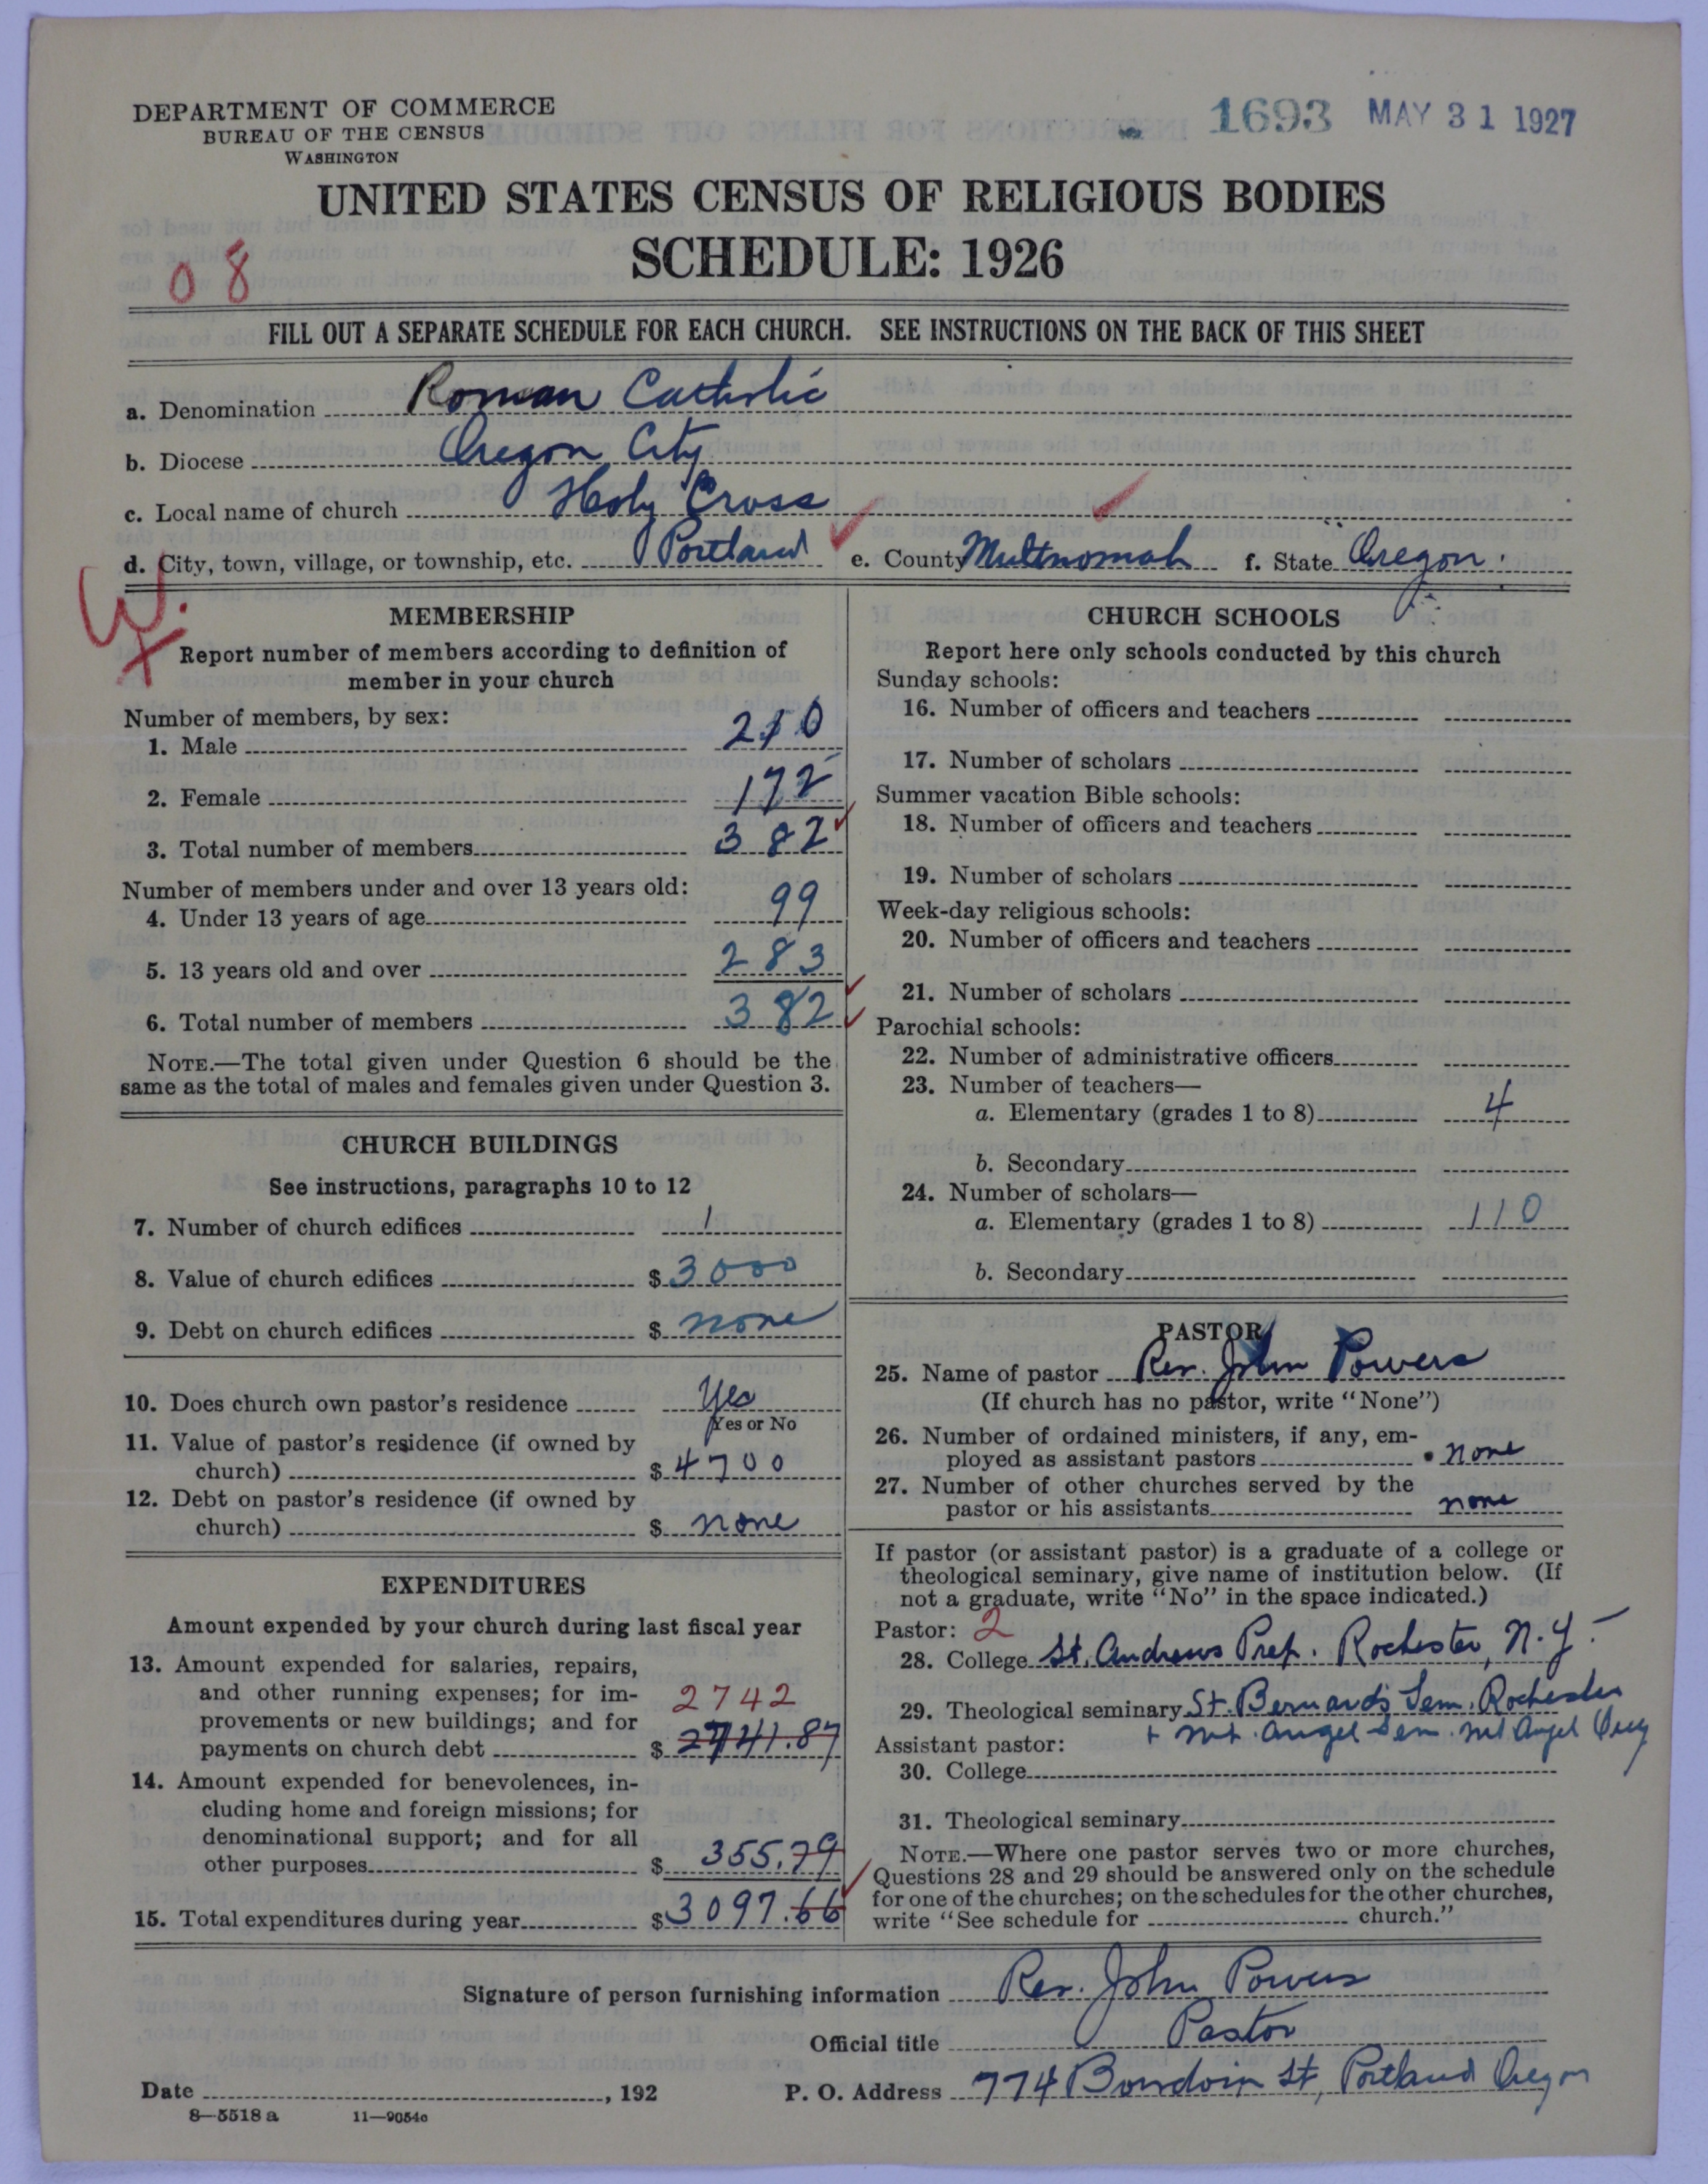 DEPARTMENT OF COMMERCE
BUREAU OF THE CENSUS
WASHINGTON
1693 MAY 31 1927
UNITED STATES CENSUS OF RELIGIOUS BODIES
SCHEDULE: 1926
08
FILL OUT A SEPARATE SCHEDULE FOR EACH CHURCH. SEE INSTRUCTIONS ON THE BACK OF THIS SHEET
a. Denomination Roman Catholic
b. Diocese Oregon City
c. Local name of church Holy Cross
d. City, town, village, or township, etc. Portland e. County Multnomah f. State Oregon
W.
X
MEMBERSHIP
Report number of members according to definition of
member in your church
Number of members, by sex:
1. Male 210
2. Female 172
3. Total number of members 382
Number of members under and over 13 years old:
4. Under 13 years of age 99
5. 13 years old and over 283
6. Total number of members 382
NOTE.—The total given under Question 6 should be the
same as the total of males and females given under Question 3.
CHURCH BUILDINGS
See instructions, paragraphs 10 to 12
7. Number of church edifices 1
8. Value of church edifices $ 3000
9. Debt on church edifices $ none
10. Does church own pastor's residence Yes
Yes or No
11. Value of pastor's residence (if owned by
church) $ 4700
12. Debt on pastor's residence (if owned by
church) $ none
EXPENDITURES
Amount expended by your church during last fiscal year
13. Amount expended for salaries, repairs,
and other running expenses; for im-
provements or new buildings; and for
2742
payments on church debt $ 2741.87
14. Amount expended for benevolences, in-
cluding home and foreign missions; for
denominational support; and for all
other purposes $ 355.79
15. Total expenditures during year $ 3097.66
CHURCH SCHOOLS
Report here only schools conducted by this church
Sunday schools:
16. Number of officers and teachers
17. Number of scholars
Summer vacation Bible schools:
18. Number of officers and teachers
19. Number of scholars
Week-day religious schools:
20. Number of officers and teachers
21. Number of scholars
Parochial schools:
22. Number of administrative officers
23. Number of teachers—
a. Elementary (grades 1 to 8) 4
b. Secondary
24. Number of scholars—
a. Elementary (grades 1 to 8) 110
b. Secondary
PASTOR
25. Name of pastor Rev. John Powers
(If church has no pastor, write "None")
26. Number of ordained ministers, if any, em-
ployed as assistant pastors none
27. Number of other churches served by the
pastor or his assistants none
If pastor (or assistant pastor) is a graduate of a college or
theological seminary, give name of institution below. (If
not a graduate, write "No" in the space indicated.)
Pastor: 2
28. College St. Andrews Prep. Rochester, N.Y.
29. Theological seminary St. Bernard's Sem. Rochester
+ Mt. Angel Sem. Mt Angel Oreg
Assistant pastor:
30. College
31. Theological seminary
NOTE.—Where one pastor serves two or more churches,
Questions 28 and 29 should be answered only on the schedule
for one of the churches; on the schedules for the other churches,
write "See schedule for church."
Signature of person furnishing information Rev. John Powers
Official title Pastor
Date , 192 P. O. Address 774 Bowdoin St, Portland Oregon
8—5518 a 11—9054c